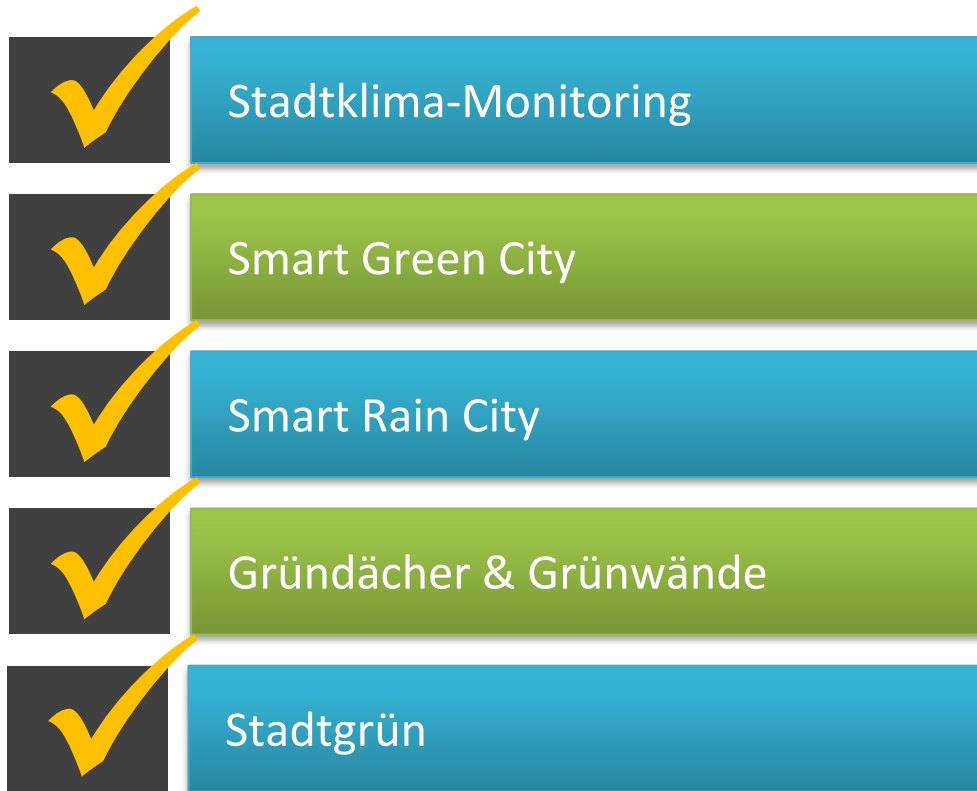 Stadtklima-Monitoring
Smart Green City
Smart Rain City
Gründächer & Grünwände
Stadtgrün